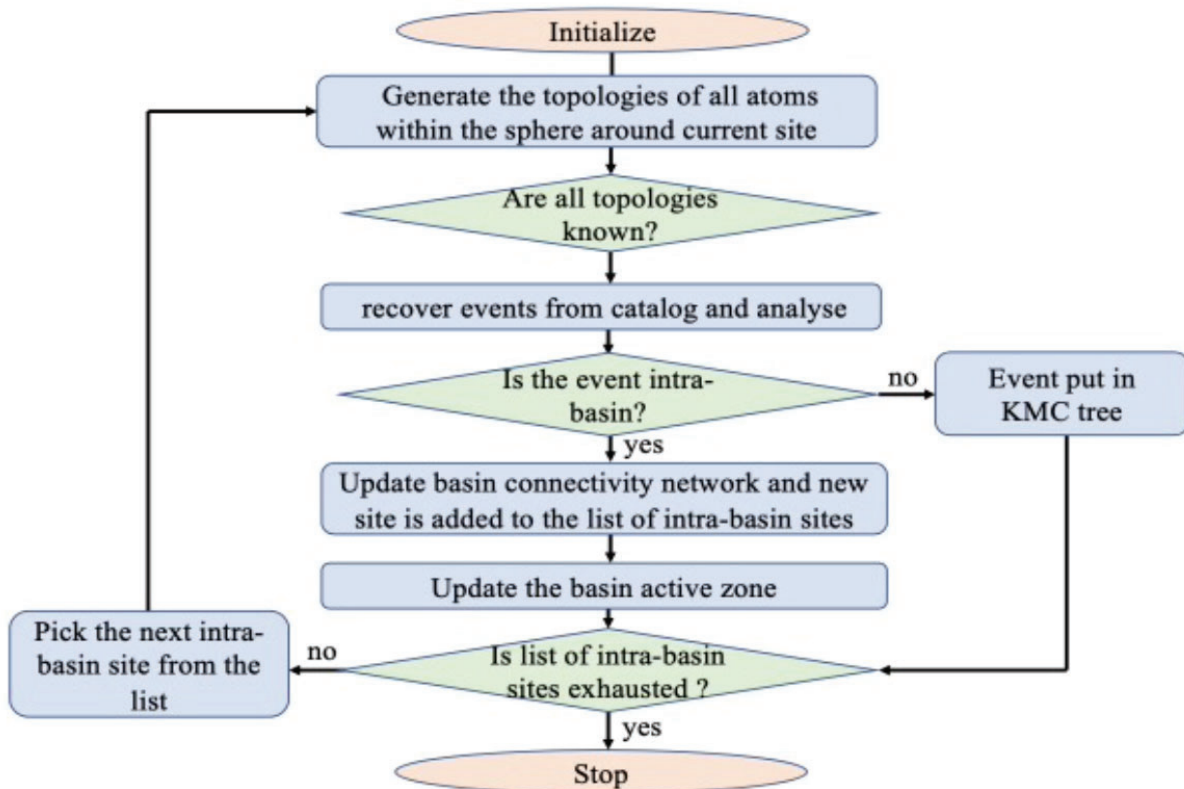 Initialize
Generate the topologies of all atoms
within the sphere around current site
Are all topologies
known?
recover events from catalog and analyse
Is the event intra-
basin?
no
Event put in
KMC tree
yes
Update basin connectivity network and new
site is added to the list of intra-basin sites
Update the basin active zone
Pick the next intra-
basin site from the
list
no
Is list of intra-basin
sites exhausted ?
yes
Stop